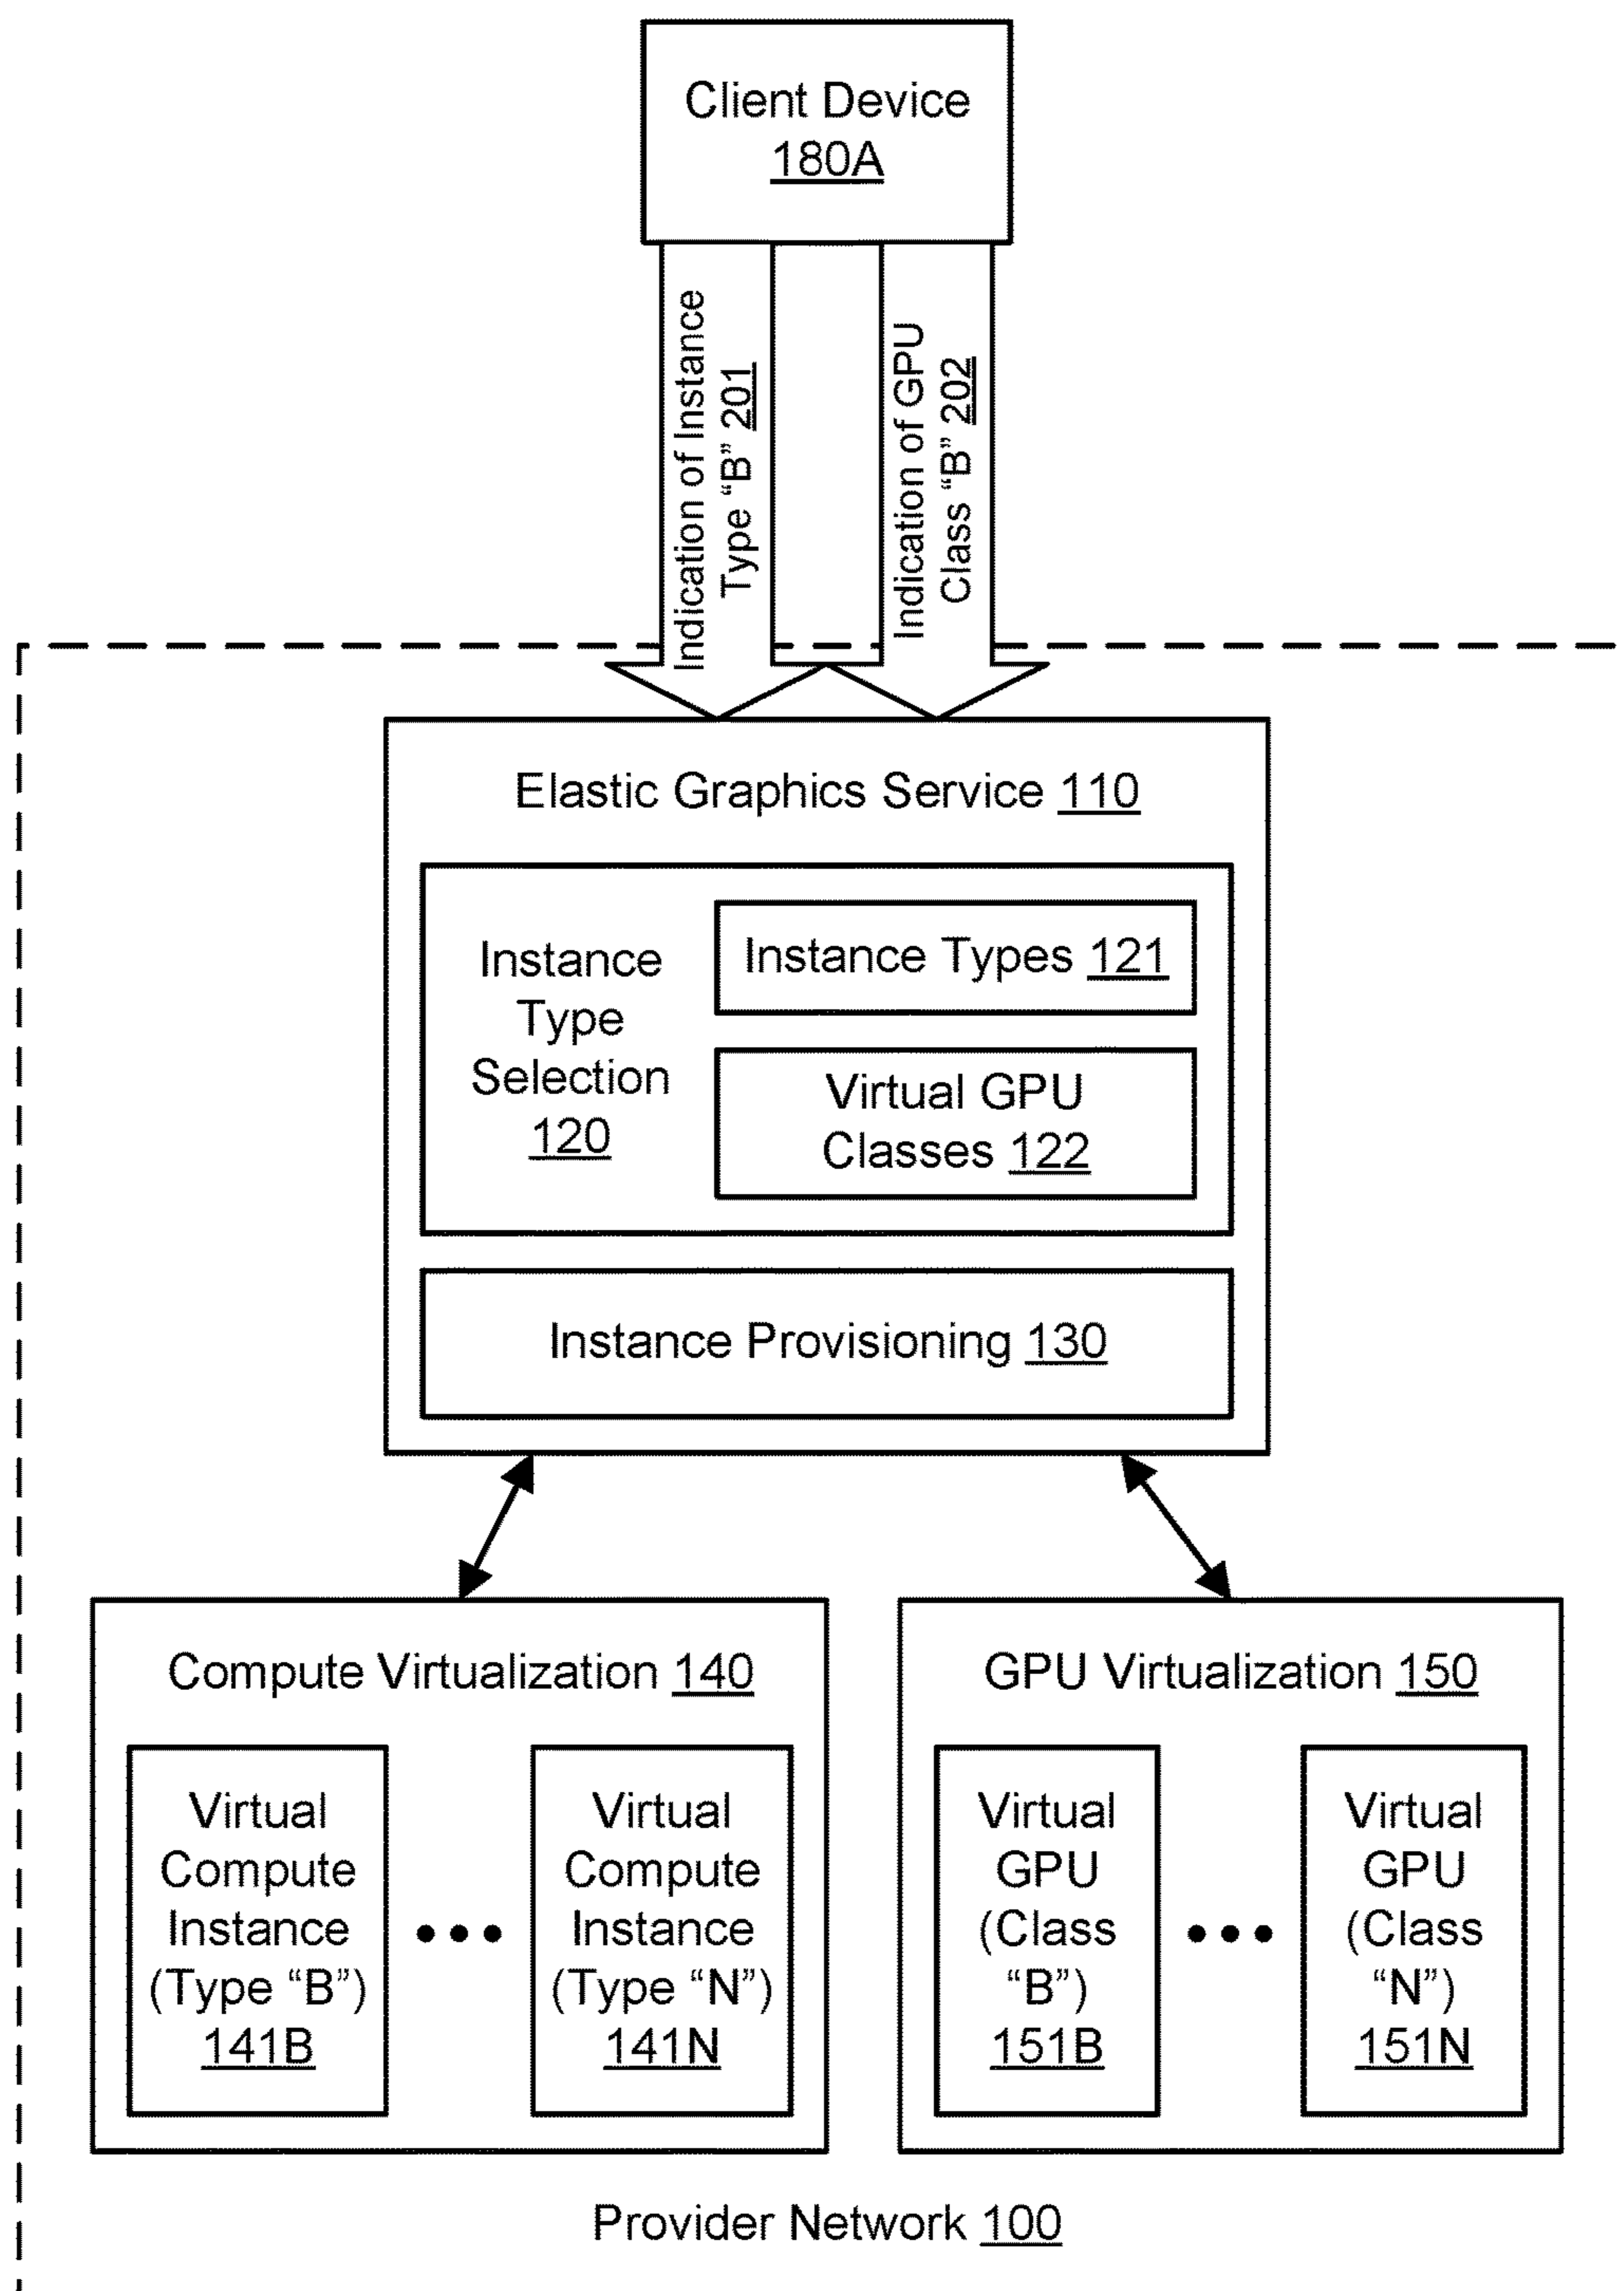 Client Device
180A
Indication of Instance
Type “B” 201
Indication of GPU
Class “B” 202
Elastic Graphics Service 110
Instance
Type
Selection
120
Instance Types 121
Virtual GPU
Classes 122
Instance Provisioning 130
Compute Virtualization 140
Virtual
Compute
Instance
(Type “B”)
141B
Virtual
Compute
Instance
(Type “N”)
141N
GPU Virtualization 150
Virtual
GPU
(Class
“B”)
151B
Virtual
GPU
(Class
“N”)
151N
Provider Network 100